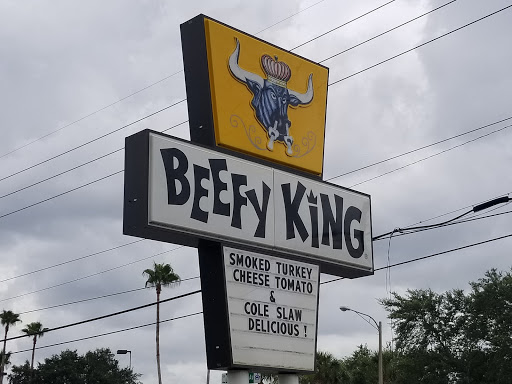 BEEFY KiNG
SMOKED TURKEY
CHEESE TOMATO
&
COLE SLAW
DELICIOUS !